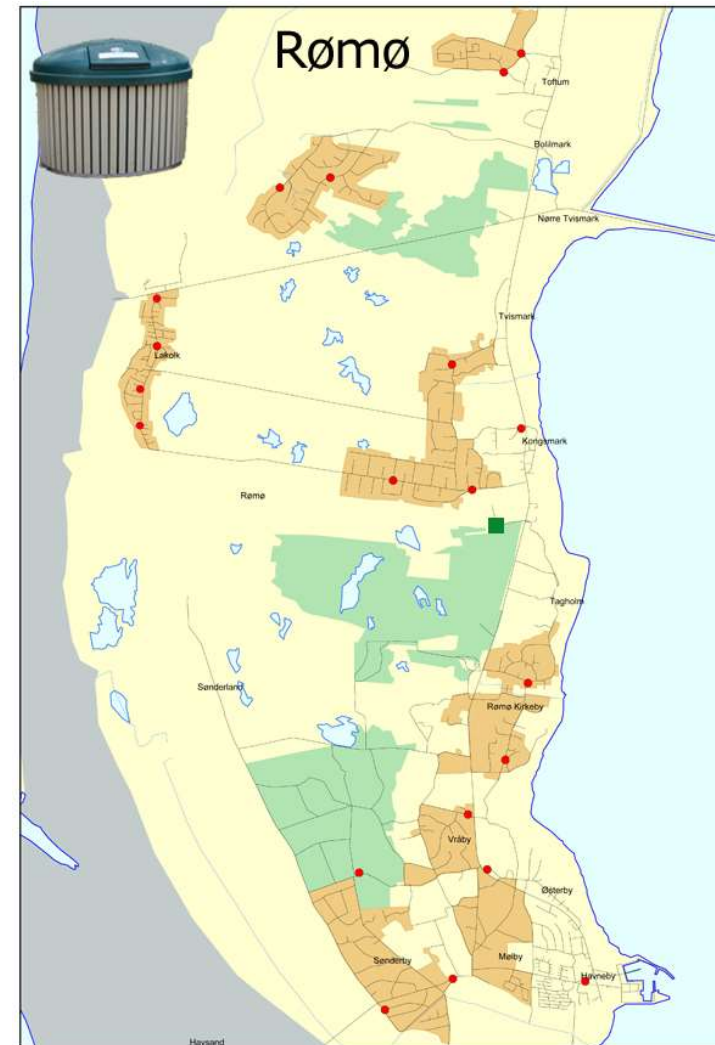 Rømø
Toftum
Bolilmark
Nørre Tvismark
Tvismark
Lakolk
Kongsmark
Rømø
Tagholm
Sønderland
Rømø Kirkeby
Vråby
Østerby
Sønderby
Mølby
Havneby
Havsand